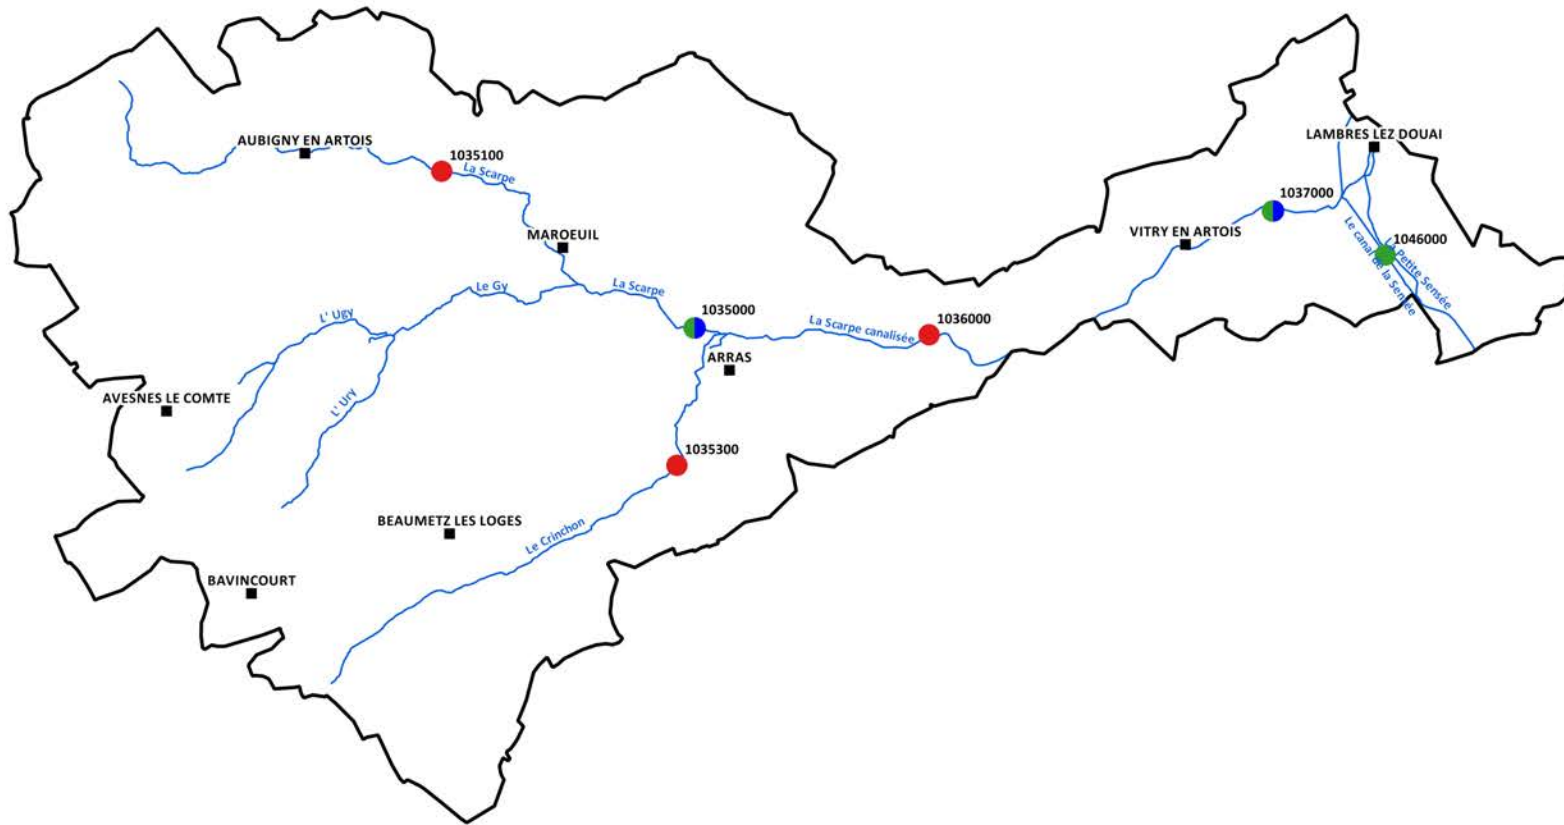 LAMBRES LEZ DOUAI
AUBIGNY EN ARTOIS
1035100
La Scarpe
1037000
MAROEUIL
VITRY EN ARTOIS
1046000
Le canal de la Sensée
Petite Sensée
La Scarpe
Le Gy
L' Ugy
1035000
La Scarpe canalisée
1036000
ARRAS
AVESNES LE COMTE
L' Ury
1035300
BEAUMETZ LES LOGES
Le Crinchon
BAVINCOURT